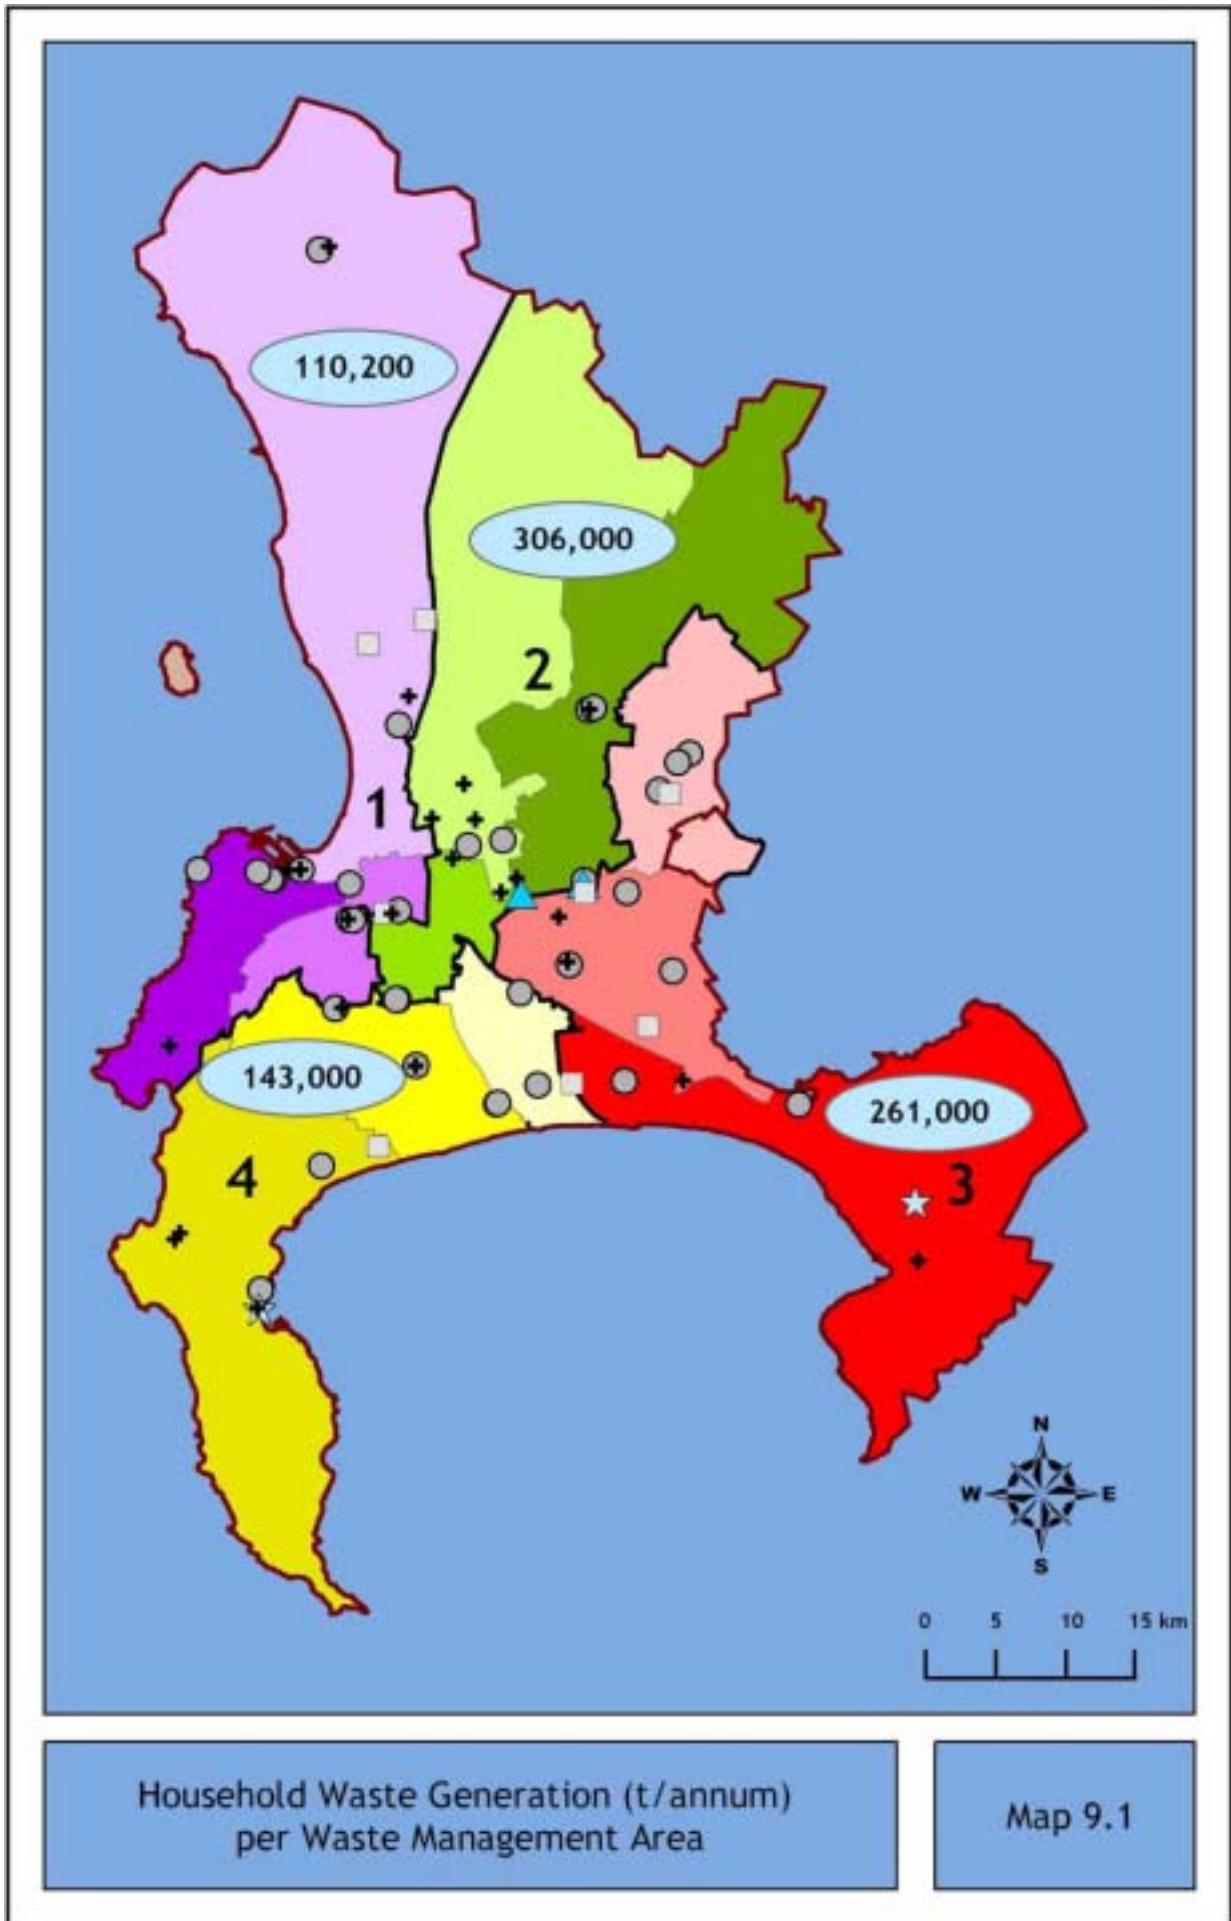 110,200
306,000
2
1
143,000
261,000
4
3
N
W E
S
0 5 10 15 km
Household Waste Generation (t/annum)
per Waste Management Area
Map 9.1